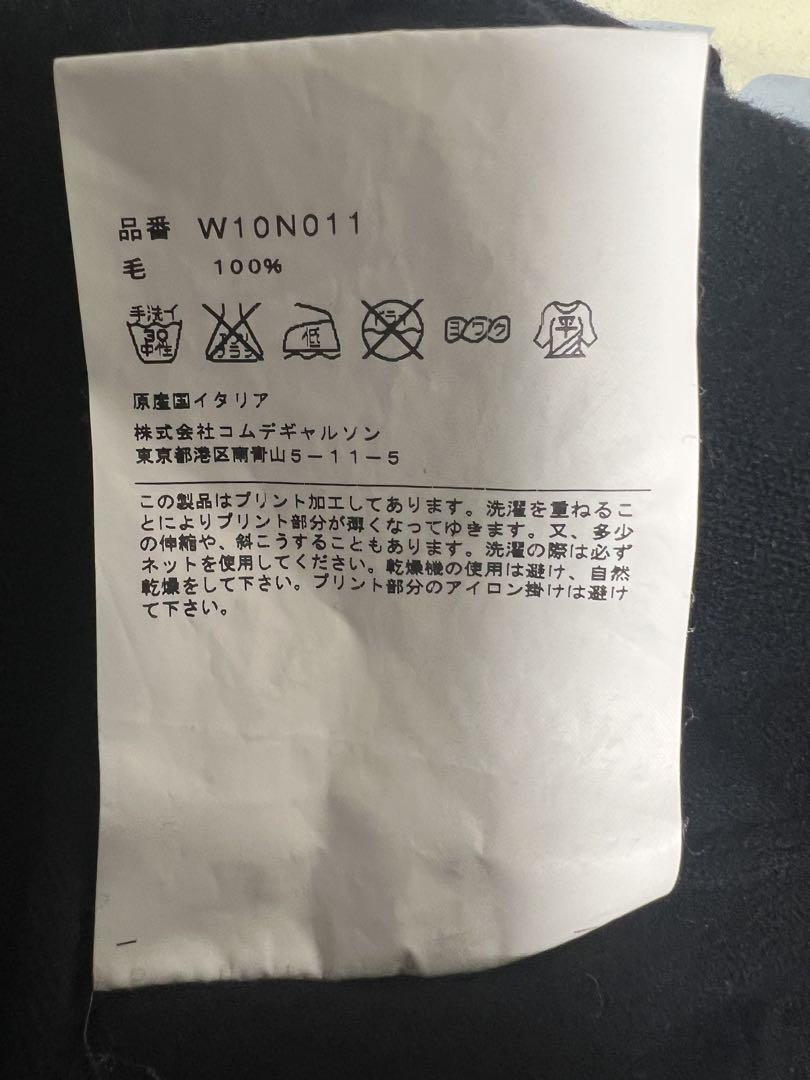 品番 W10N011
毛 100%
手洗イ 30 中性 エンソ サラシ 低 ドライ ヨワク 平
原産国イタリア
株式会社コムデギャルソン
東京都港区南青山5-11-5
この製品はプリント加工してあります。洗濯を重ねるこ
とによりプリント部分が薄くなってゆきます。又、多少
の伸縮や、斜こうすることもあります。洗濯の際は必ず
ネットを使用してください。乾燥機の使用は避け、自然
乾燥をして下さい。プリント部分のアイロン掛けは避け
て下さい。